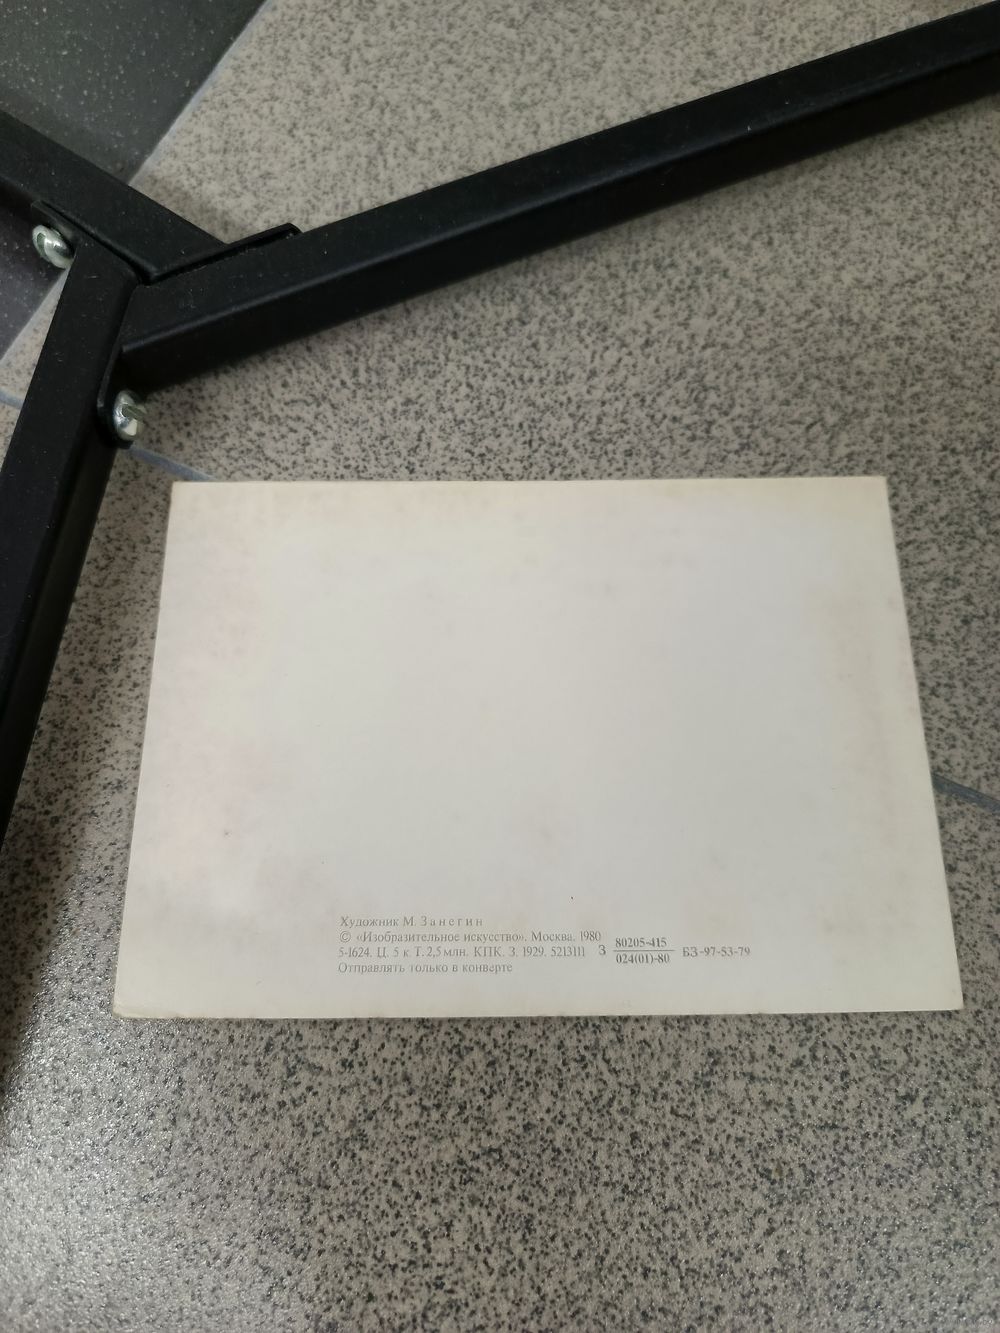 Художник М. Занегин
© «Изобразительное искусство». Москва. 1980
5-1624. Ц. 5 к Т. 2,5 млн. КПК. З. 1929. 5213111 З 80205-415 / 024(01)-80 БЗ-97-53-79
Отправлять только в конверте